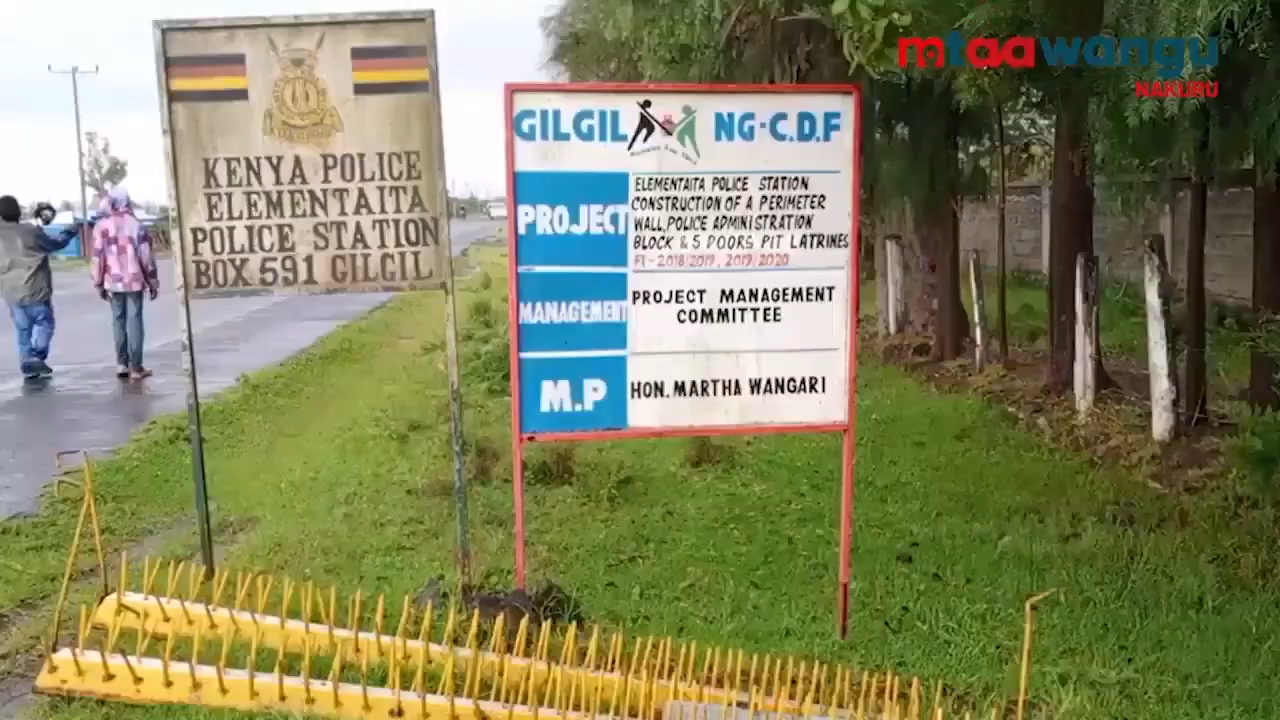 mtaawangu
NAKURU
KENYA POLICE
ELEMENTAITA
POLICE STATION
BOX.591 GILGIL
GILGIL NG-C.D.F
PROJECT
ELEMENTAITA POLICE STATION
CONSTRUCTION OF A PERIMETER
WALL,POLICE ADMINISTRATION
BLOCK & 5 DOORS PIT LATRINES
FY-2018/2019, 2019/2020
MANAGEMENT
PROJECT MANAGEMENT
COMMITTEE
M.P
HON. MARTHA WANGARI